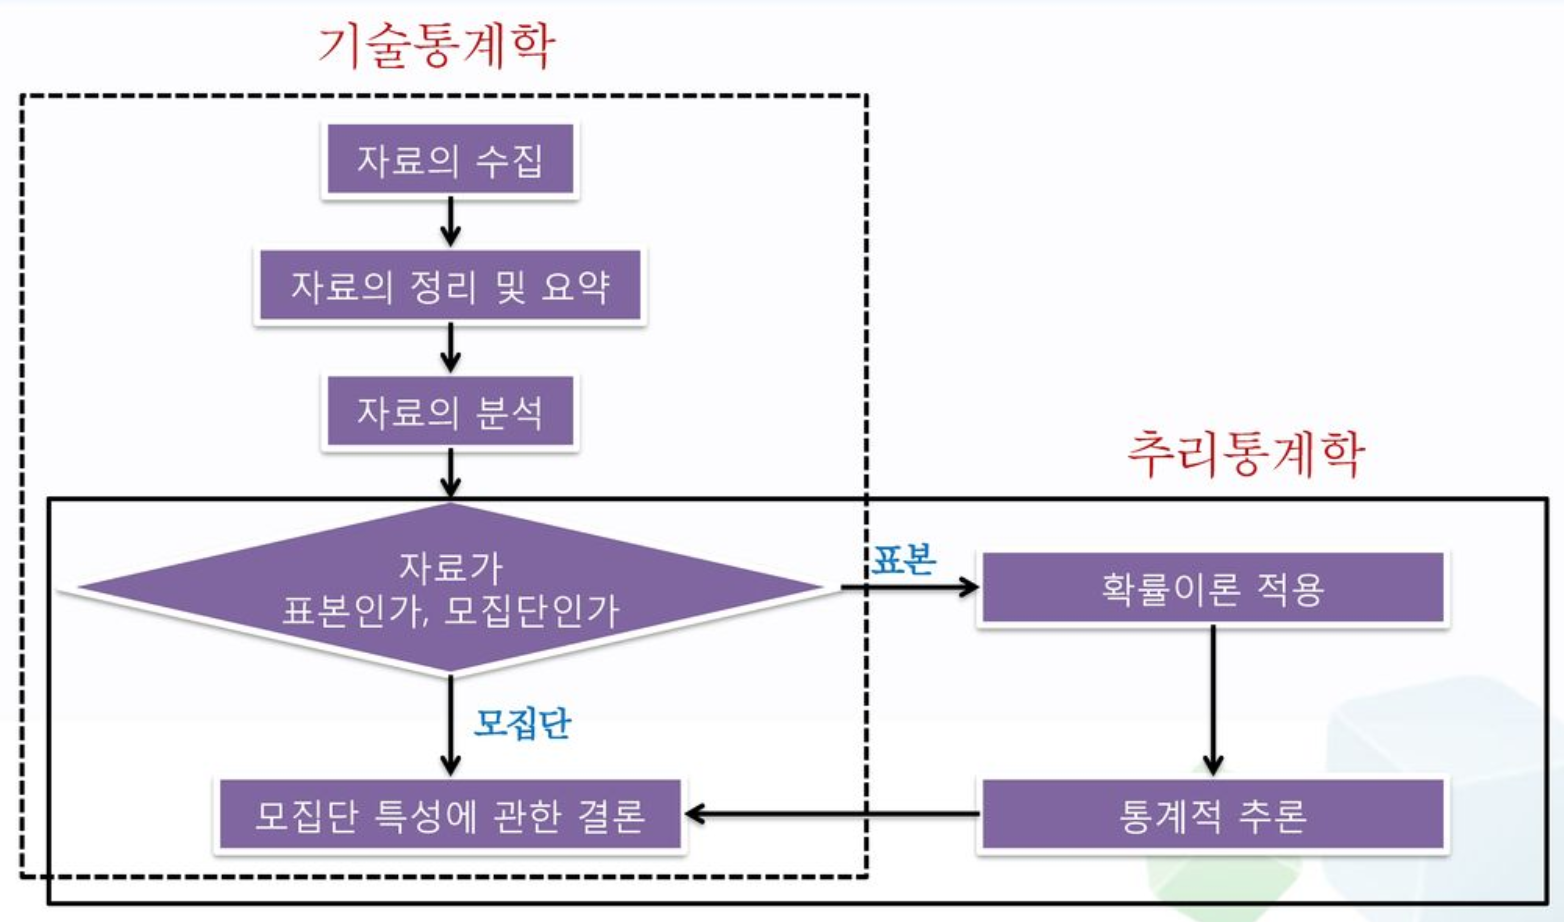 기술통계학
자료의 수집
자료의 정리 및 요약
자료의 분석
추리통계학
자료가
표본인가, 모집단인가
표본
확률이론 적용
모집단
모집단 특성에 관한 결론
통계적 추론